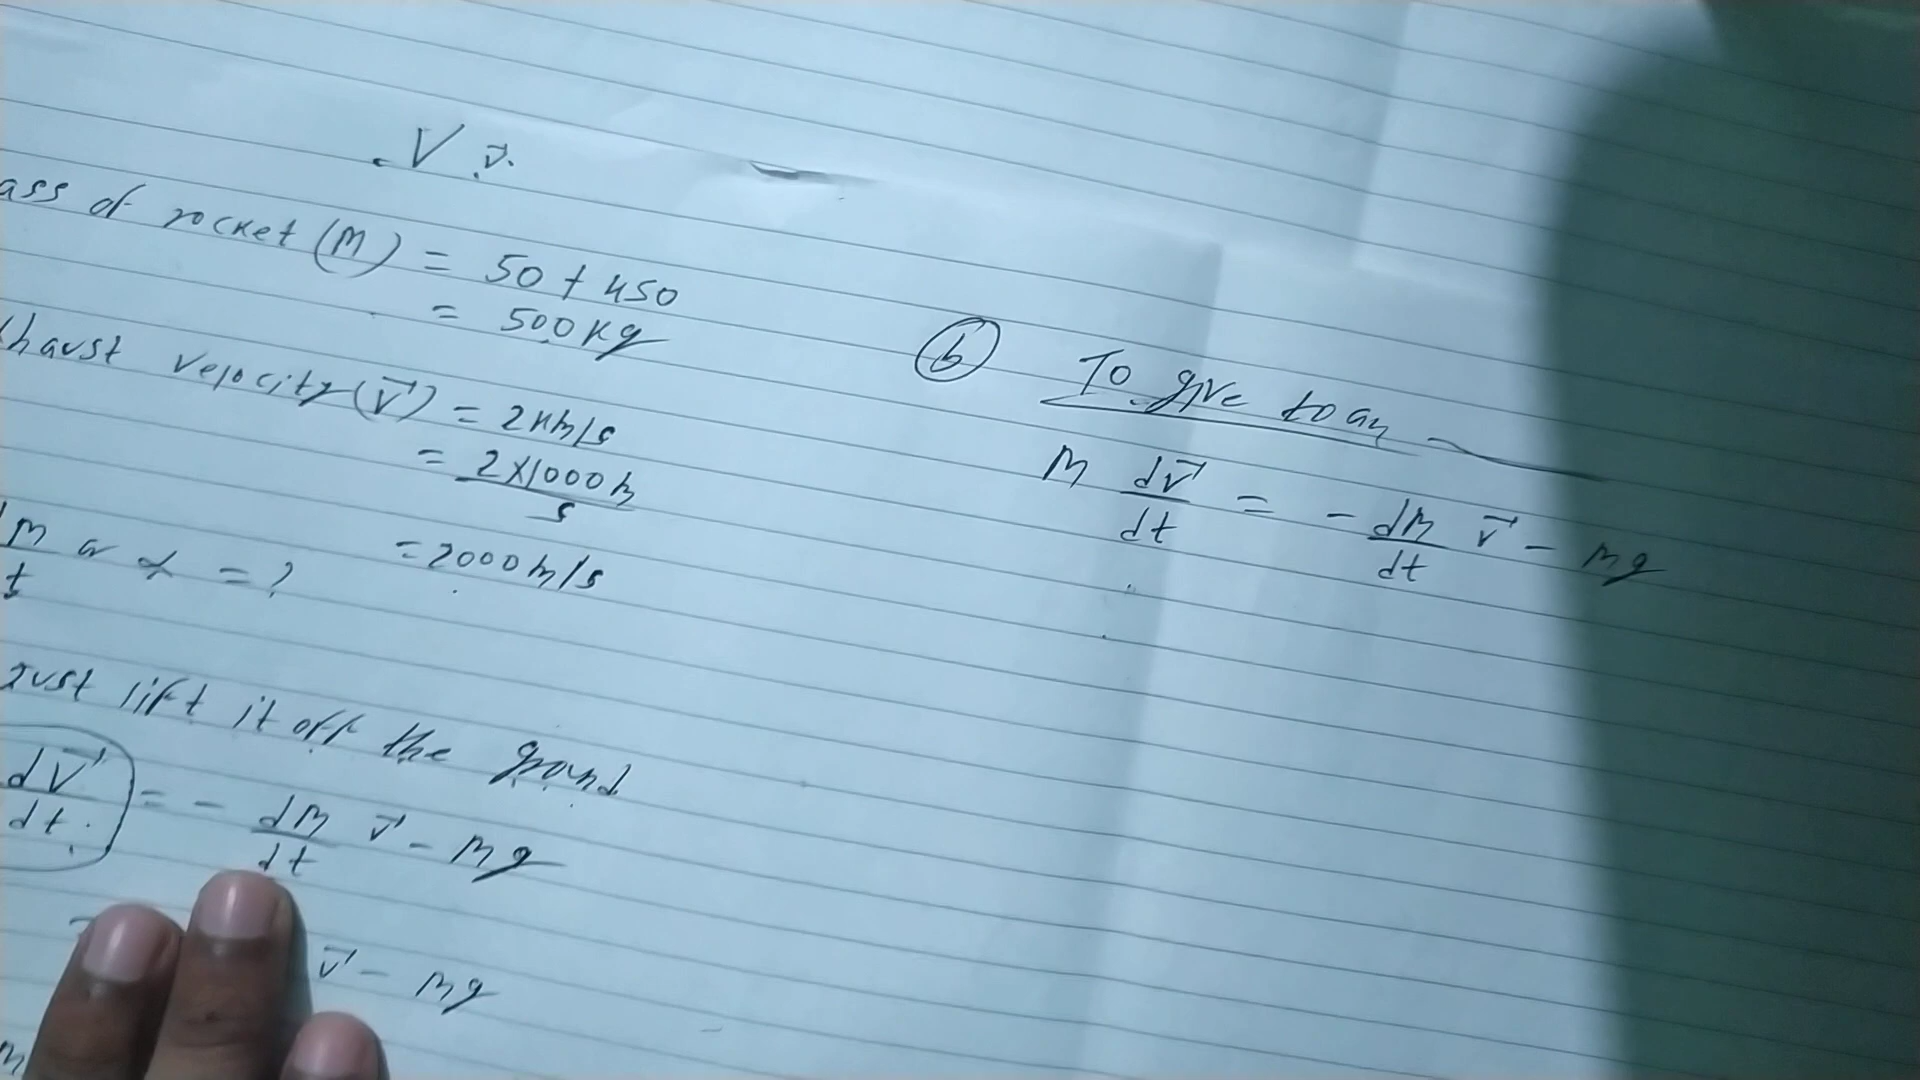 V v⃗.
ass of rocket (M) = 50 + 450
= 500 kg
haust velocity (v⃗) = 2 km/s
= 2×1000 m / s
= 2000 m/s
M or α = ?
t
Just lift it off the ground
dv⃗/dt = - dM/dt v⃗ - mg
v⃗ - mg
m
(b) To give to an
M dv⃗/dt = - dM/dt v⃗ - mg